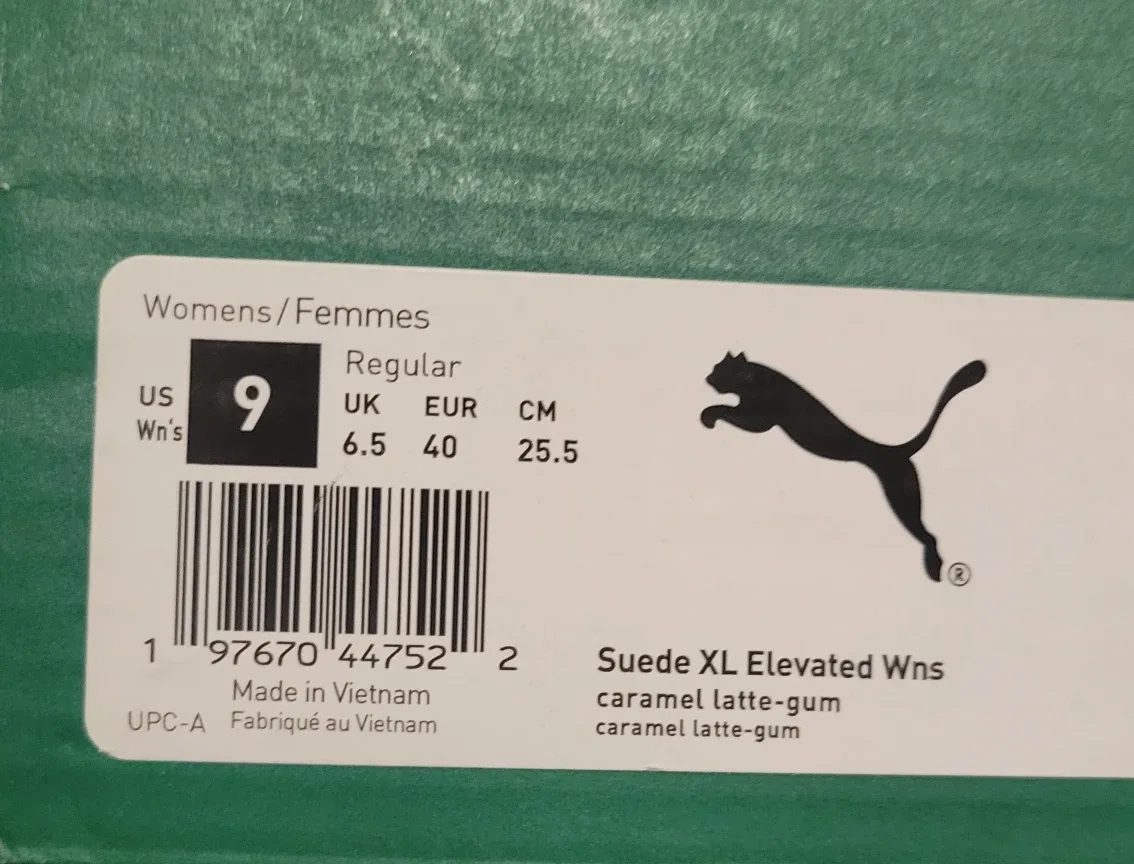 Womens/Femmes
Regular
US
Wn's
9
UK EUR CM
6.5 40 25.5
1 97670 44752 2
Made in Vietnam
UPC-A Fabriqué au Vietnam
®
Suede XL Elevated Wns
caramel latte-gum
caramel latte-gum